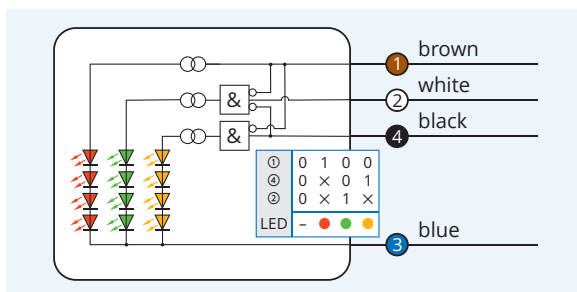 1 brown
& 2 white
& 4 black
① 0 1 0 0
④ 0 × 0 1
② 0 × 1 ×
LED –
3 blue